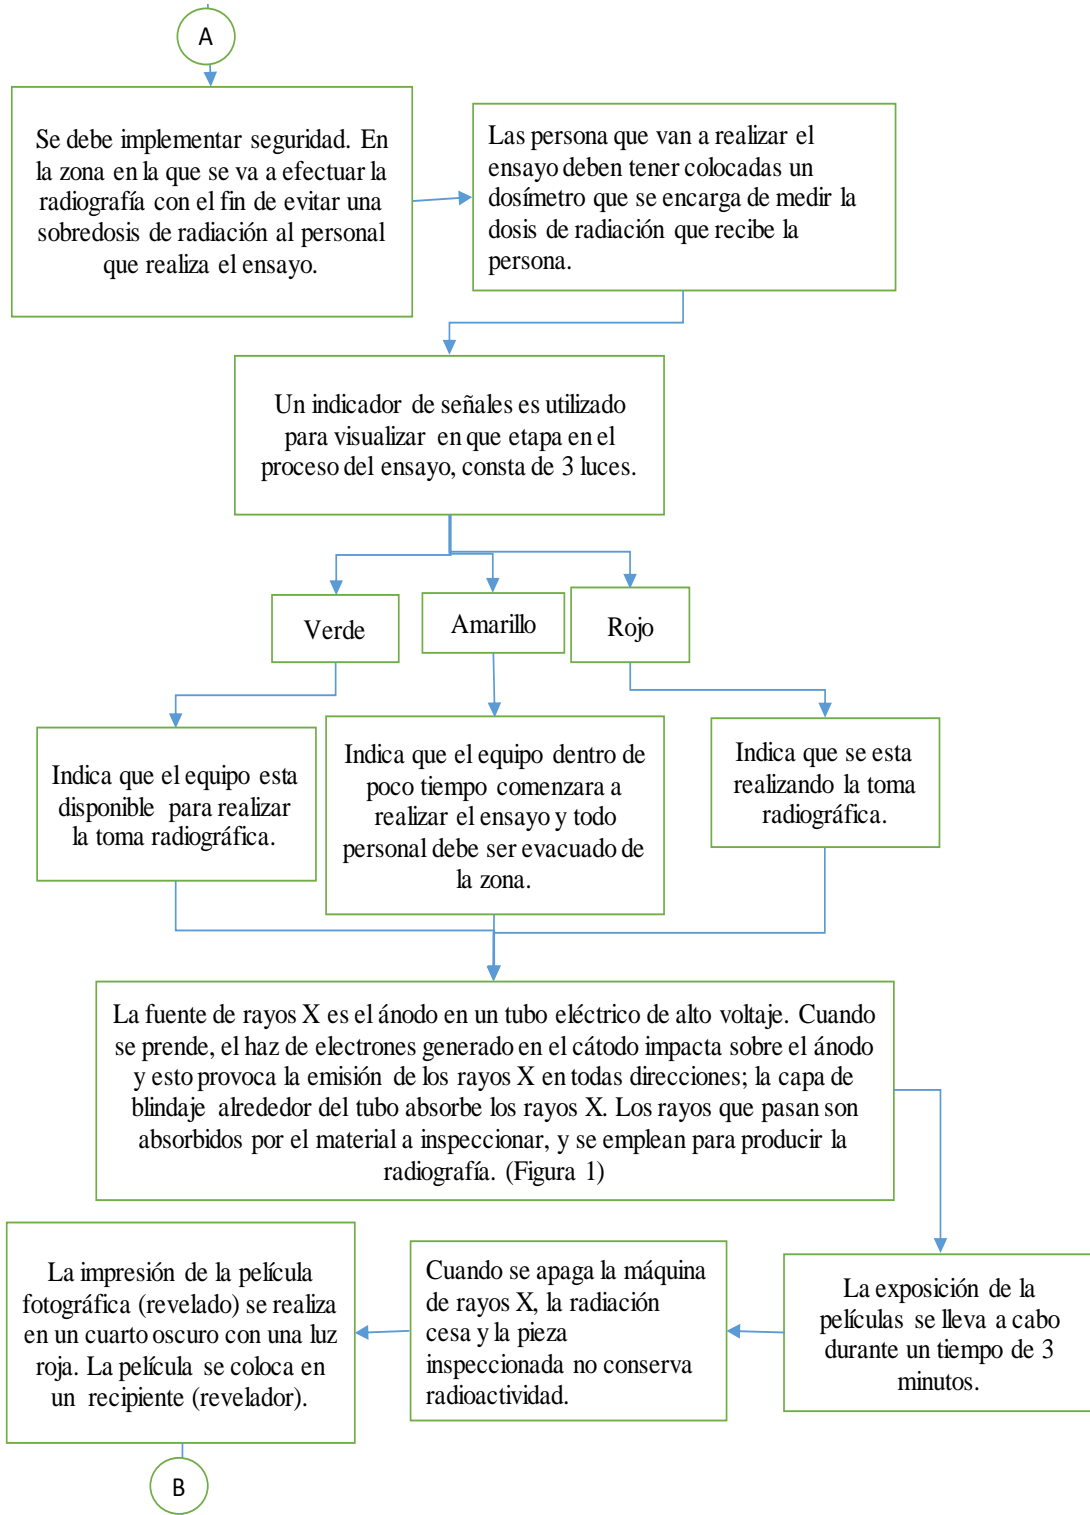 A
Se debe implementar seguridad. En
la zona en la que se va a efectuar la
radiografía con el fin de evitar una
sobredosis de radiación al personal
que realiza el ensayo.
Las persona que van a realizar el
ensayo deben tener colocadas un
dosímetro que se encarga de medir la
dosis de radiación que recibe la
persona.
Un indicador de señales es utilizado
para visualizar en que etapa en el
proceso del ensayo, consta de 3 luces.
Verde
Amarillo
Rojo
Indica que el equipo esta
disponible para realizar
la toma radiográfica.
Indica que el equipo dentro de
poco tiempo comenzara a
realizar el ensayo y todo
personal debe ser evacuado de
la zona.
Indica que se esta
realizando la toma
radiográfica.
La fuente de rayos X es el ánodo en un tubo eléctrico de alto voltaje. Cuando
se prende, el haz de electrones generado en el cátodo impacta sobre el ánodo
y esto provoca la emisión de los rayos X en todas direcciones; la capa de
blindaje alrededor del tubo absorbe los rayos X. Los rayos que pasan son
absorbidos por el material a inspeccionar, y se emplean para producir la
radiografía. (Figura 1)
La exposición de la
películas se lleva a cabo
durante un tiempo de 3
minutos.
Cuando se apaga la máquina
de rayos X, la radiación
cesa y la pieza
inspeccionada no conserva
radioactividad.
La impresión de la película
fotográfica (revelado) se realiza
en un cuarto oscuro con una luz
roja. La película se coloca en
un recipiente (revelador).
B